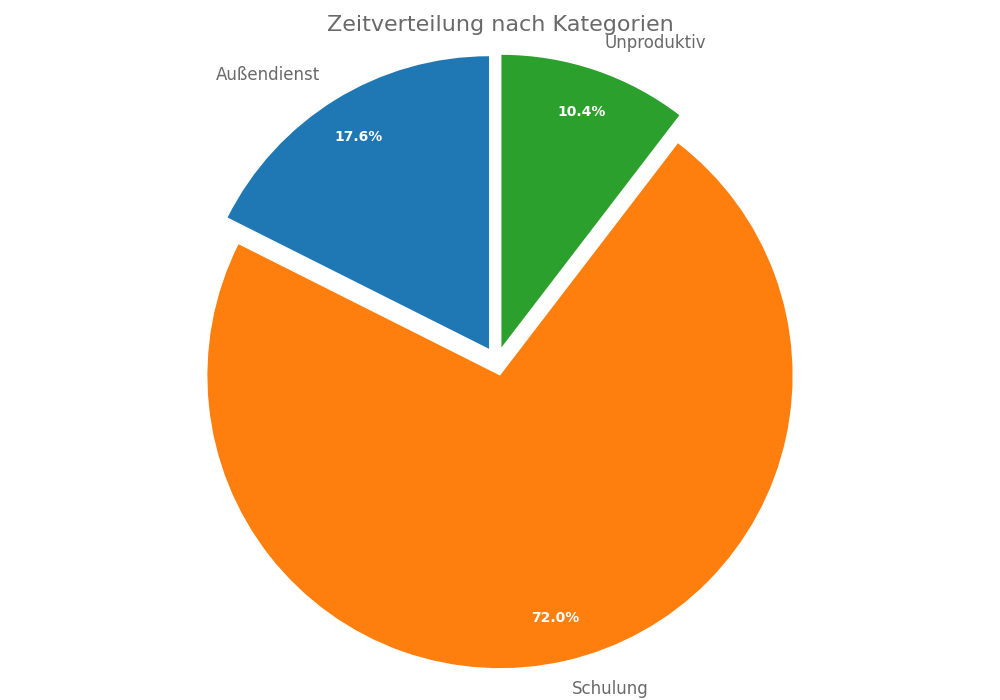 Zeitverteilung nach Kategorien
Unproduktiv
Außendienst
10.4%
17.6%
72.0%
Schulung